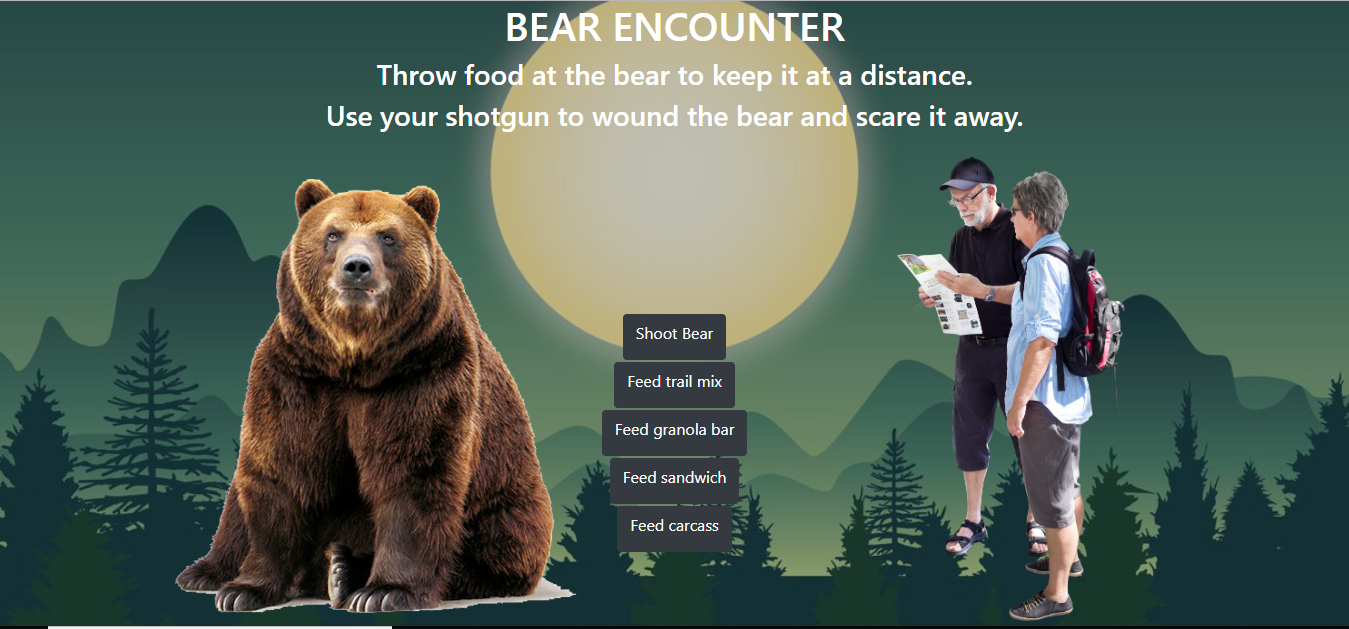 BEAR ENCOUNTER
Throw food at the bear to keep it at a distance.
Use your shotgun to wound the bear and scare it away.
Shoot Bear
Feed trail mix
Feed granola bar
Feed sandwich
Feed carcass